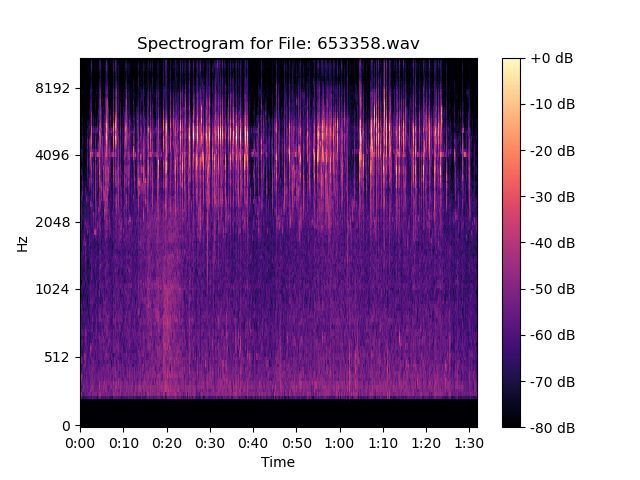 Spectrogram for File: 653358.wav
8192
4096
2048
1024
512
0
Hz
0:00 0:10 0:20 0:30 0:40 0:50 1:00 1:10 1:20 1:30
Time
+0 dB
-10 dB
-20 dB
-30 dB
-40 dB
-50 dB
-60 dB
-70 dB
-80 dB